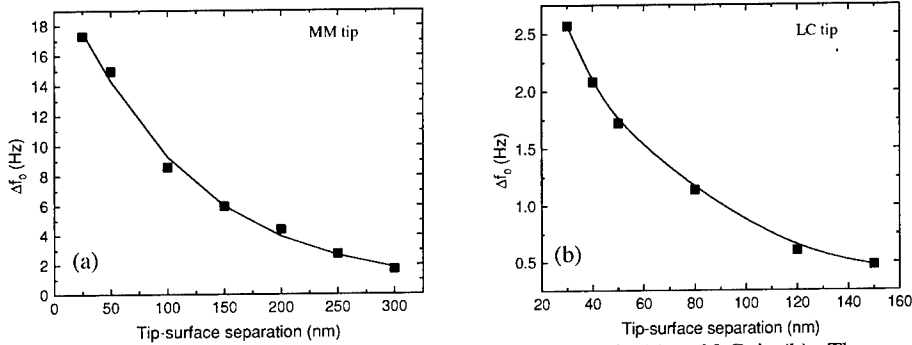 MM tip
18
16
14
12
10
8
6
4
2
0
Δf₀ (Hz)
(a)
0 50 100 150 200 250 300
Tip-surface separation (nm)
LC tip
2.5
2.0
1.5
1.0
0.5
Δf₀ (Hz)
(b)
20 40 60 80 100 120 140 160
Tip-surface separation (nm)
(b). The